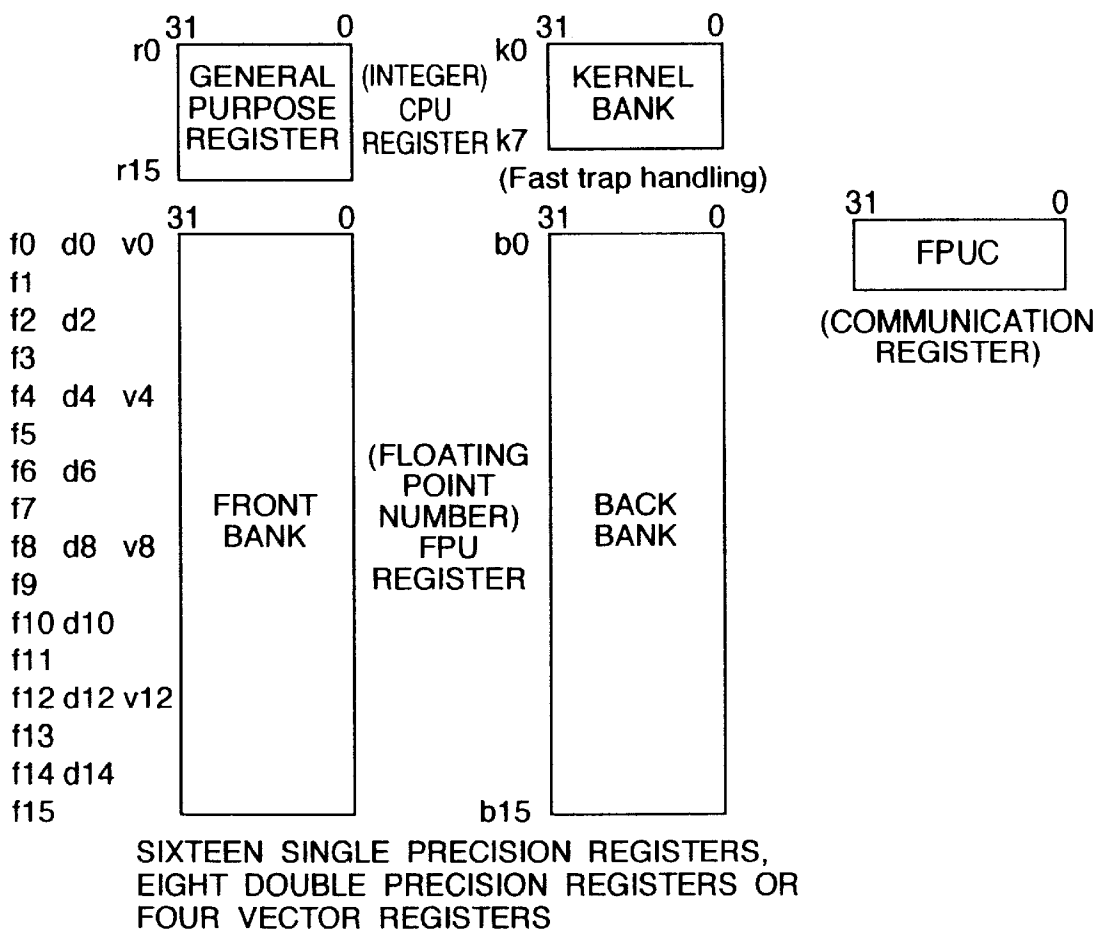 31 0 31 0
r0 k0
GENERAL
PURPOSE
REGISTER
(INTEGER)
CPU
REGISTER
KERNEL
BANK
k7
r15
(Fast trap handling)
31 0 31 0 31 0
f0 d0 v0
b0
FPUC
f1
f2 d2
(COMMUNICATION
REGISTER)
f3
f4 d4 v4
f5
f6 d6
f7
f8 d8 v8
f9
f10 d10
f11
f12 d12 v12
f13
f14 d14
f15
FRONT
BANK
(FLOATING
POINT
NUMBER)
FPU
REGISTER
BACK
BANK
b15
SIXTEEN SINGLE PRECISION REGISTERS,
EIGHT DOUBLE PRECISION REGISTERS OR
FOUR VECTOR REGISTERS